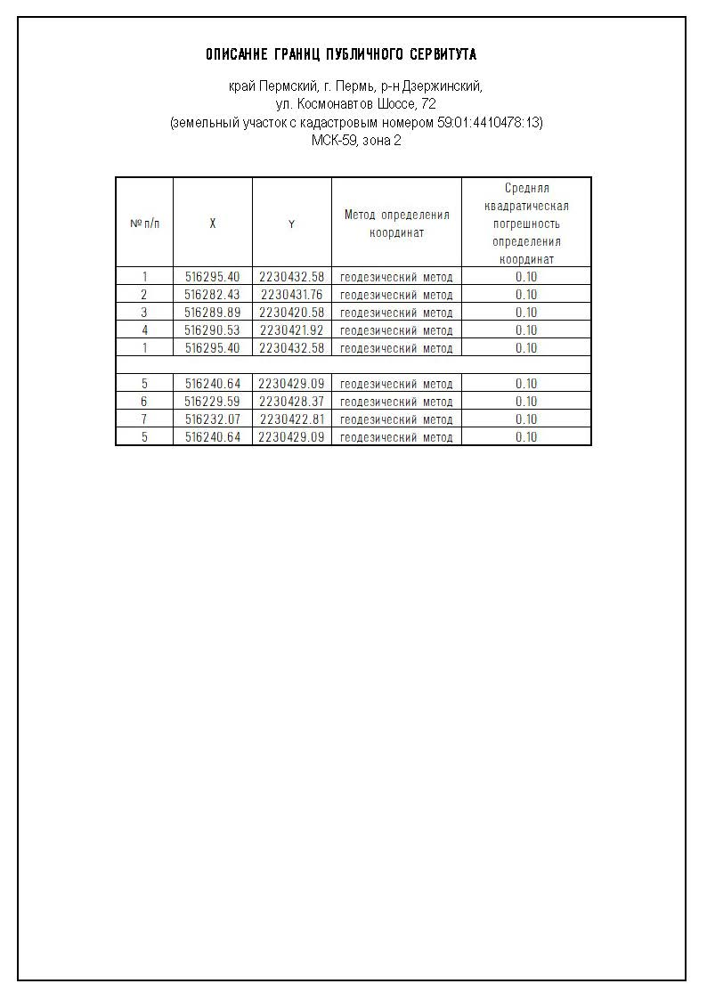 ОПИСАНИЕ ГРАНИЦ ПУБЛИЧНОГО СЕРВИТУТА
край Пермский, г. Пермь, р-н Дзержинский,
ул. Космонавтов Шоссе, 72
(земельный участок с кадастровым номером 59:01:4410478:13)
МСК-59, зона 2
№ п/п X Y Метод определения координат Средняя квадратическая погрешность определения координат
1 516295.40 2230432.58 геодезический метод 0.10
2 516282.43 2230431.76 геодезический метод 0.10
3 516289.89 2230420.58 геодезический метод 0.10
4 516290.53 2230421.92 геодезический метод 0.10
1 516295.40 2230432.58 геодезический метод 0.10
5 516240.64 2230429.09 геодезический метод 0.10
6 516229.59 2230428.37 геодезический метод 0.10
7 516232.07 2230422.81 геодезический метод 0.10
5 516240.64 2230429.09 геодезический метод 0.10